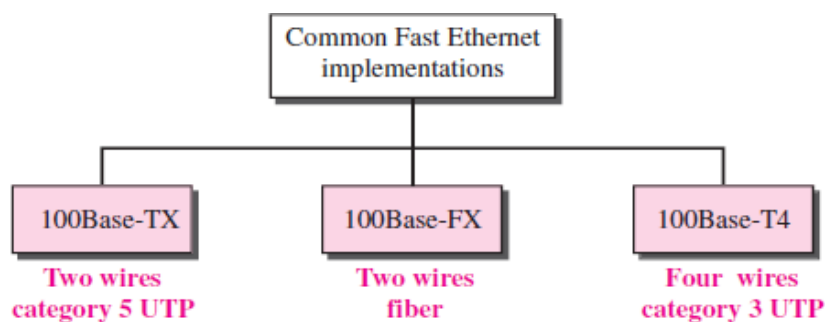 Common Fast Ethernet
implementations
100Base-TX
100Base-FX
100Base-T4
Two wires
category 5 UTP
Two wires
fiber
Four wires
category 3 UTP